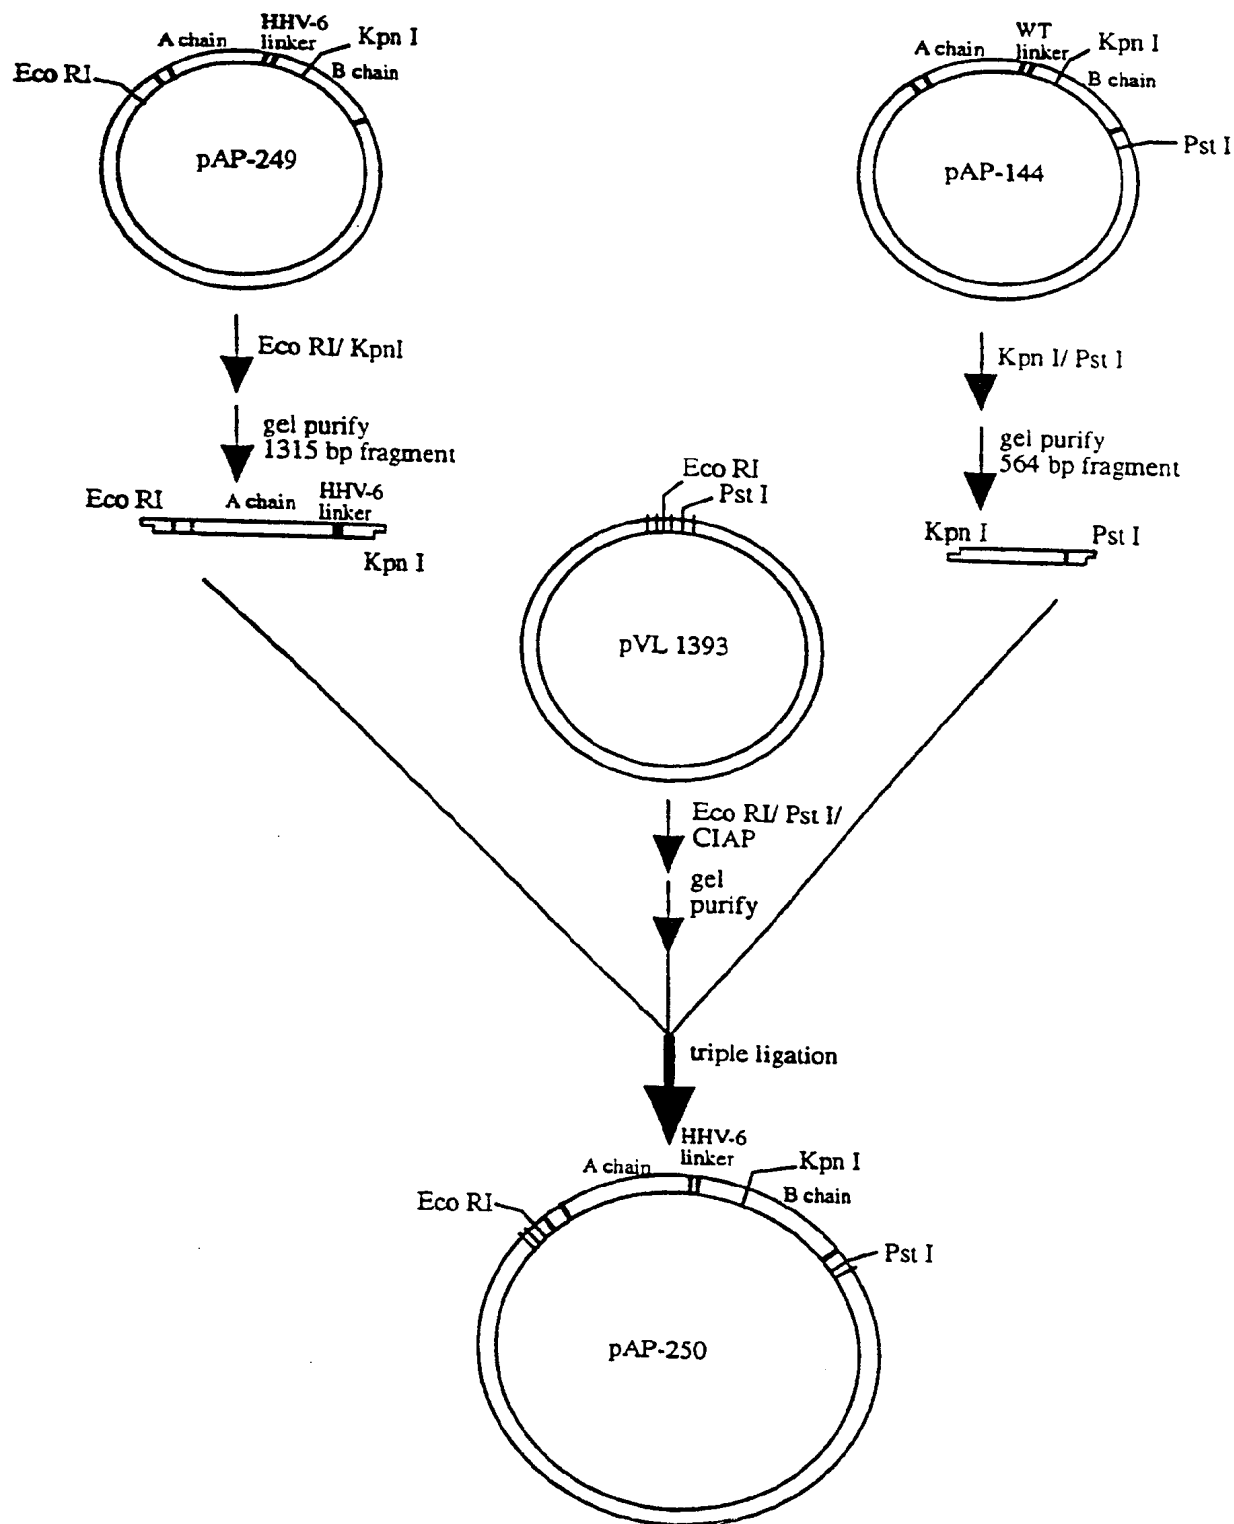 HHV-6
linker
A chain
Kpn I
Eco RI
B chain
pAP-249
WT
linker
A chain
Kpn I
B chain
Pst I
pAP-144
Eco RI/ KpnI
gel purify
1315 bp fragment
Kpn I/ Pst I
gel purify
564 bp fragment
Eco RI
A chain
HHV-6
linker
Kpn I
Eco RI
Pst I
Kpn I
Pst I
pVL 1393
Eco RI/ Pst I/
CIAP
gel
purify
triple ligation
HHV-6
linker
A chain
Kpn I
B chain
Eco RI
Pst I
pAP-250